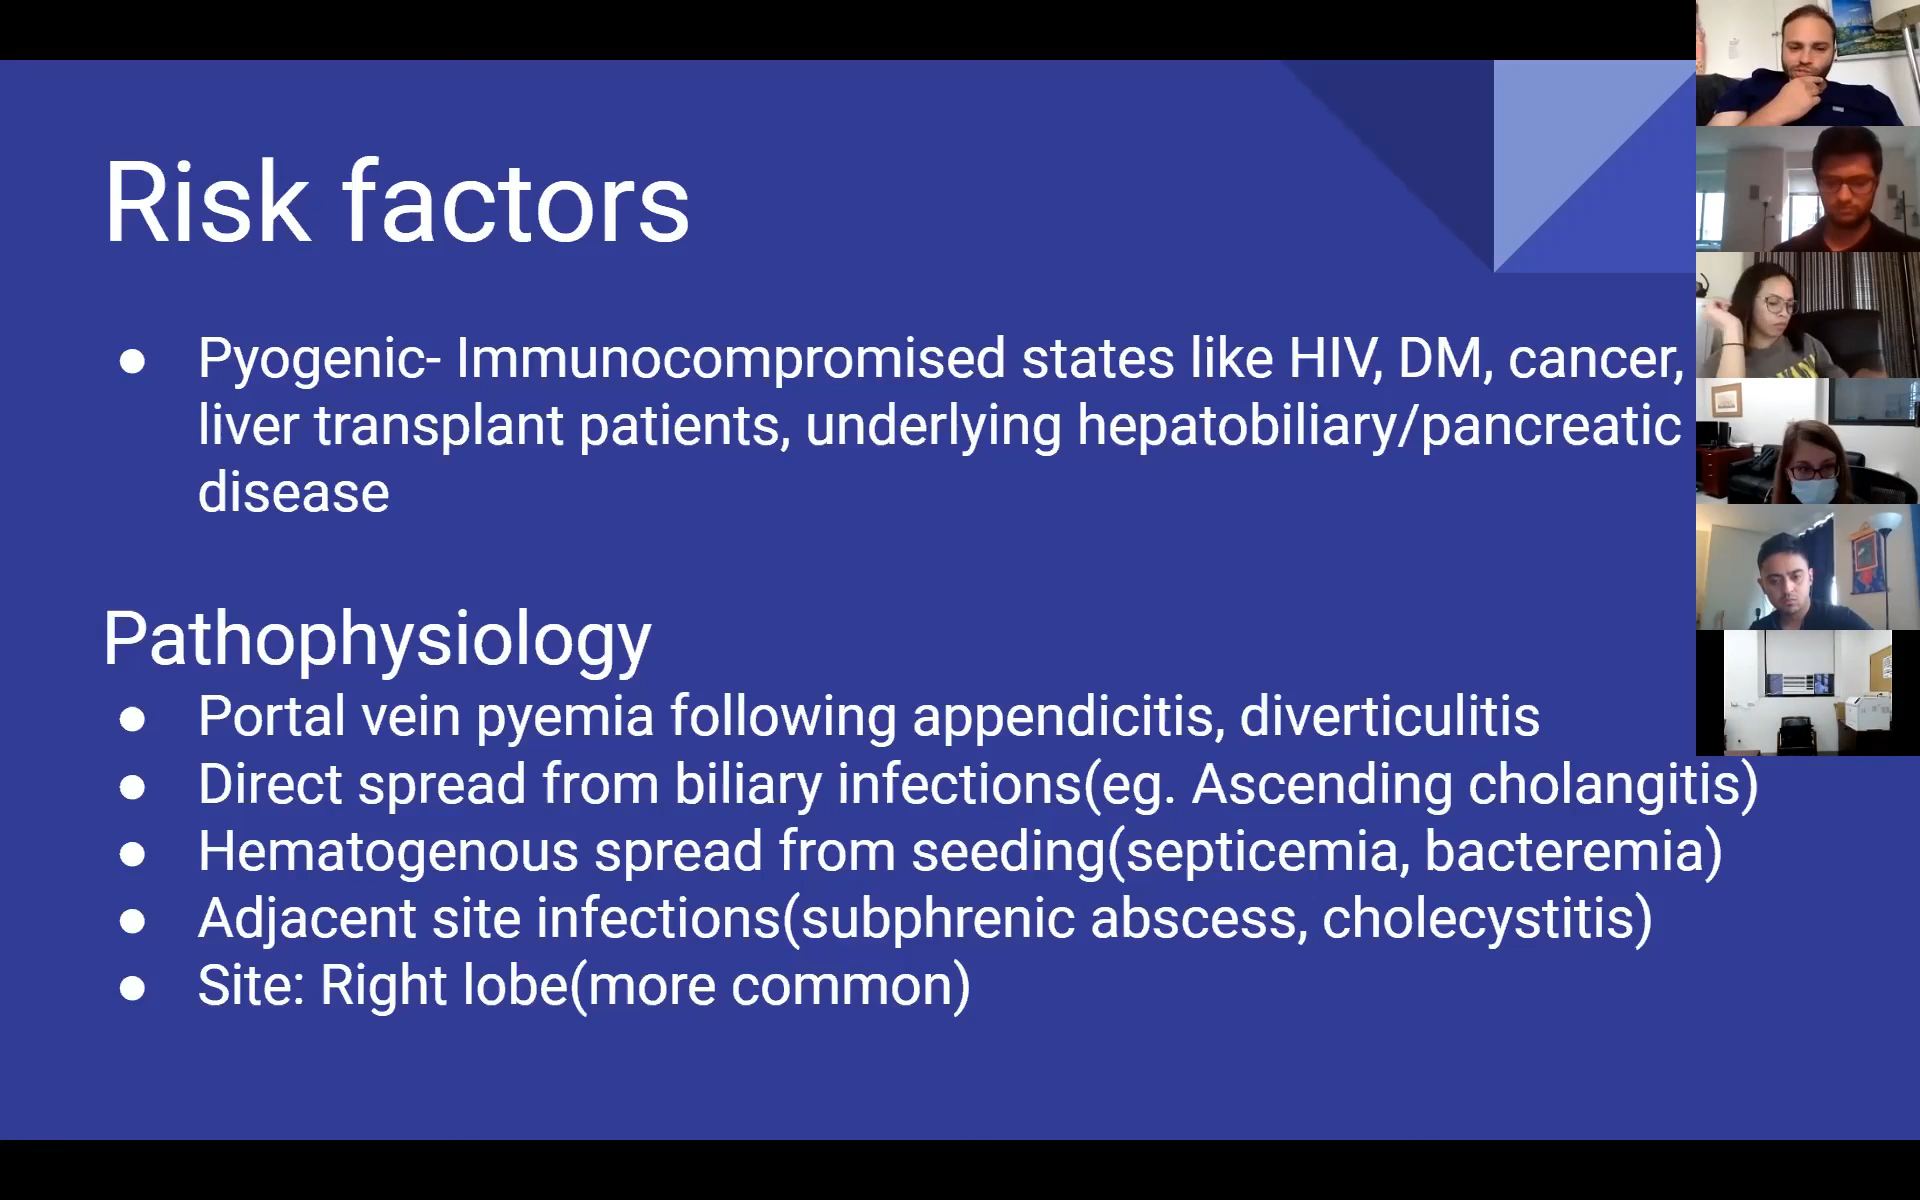 Risk factors
● Pyogenic- Immunocompromised states like HIV, DM, cancer,
liver transplant patients, underlying hepatobiliary/pancreatic
disease
Pathophysiology
● Portal vein pyemia following appendicitis, diverticulitis
● Direct spread from biliary infections(eg. Ascending cholangitis)
● Hematogenous spread from seeding(septicemia, bacteremia)
● Adjacent site infections(subphrenic abscess, cholecystitis)
● Site: Right lobe(more common)